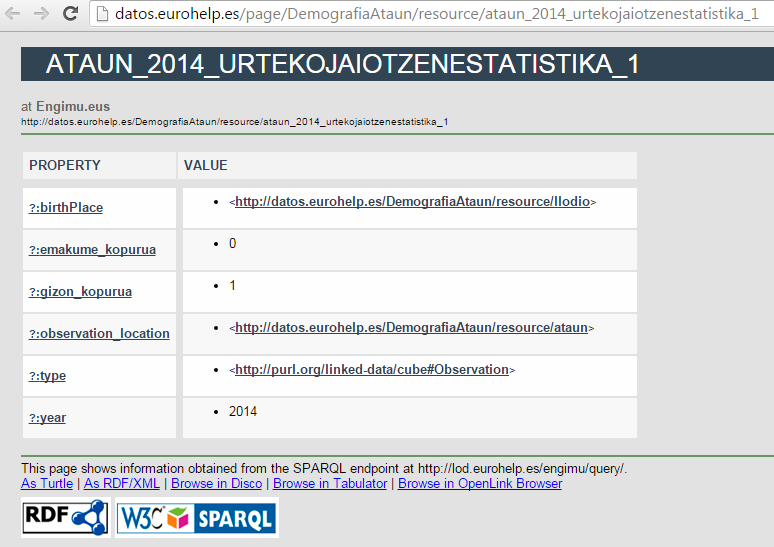 datos.eurohelp.es/page/DemografiaAtaun/resource/ataun_2014_urtekojaiotzenestatistika_1
ATAUN_2014_URTEKOJAIOTZENESTATISTIKA_1
at Engimu.eus
http://datos.eurohelp.es/DemografiaAtaun/resource/ataun_2014_urtekojaiotzenestatistika_1
PROPERTY VALUE
?:birthPlace • <http://datos.eurohelp.es/DemografiaAtaun/resource/llodio>
?:emakume_kopurua • 0
?:gizon_kopurua • 1
?:observation_location • <http://datos.eurohelp.es/DemografiaAtaun/resource/ataun>
?:type • <http://purl.org/linked-data/cube#Observation>
?:year • 2014
This page shows information obtained from the SPARQL endpoint at http://lod.eurohelp.es/engimu/query/.
As Turtle | As RDF/XML | Browse in Disco | Browse in Tabulator | Browse in OpenLink Browser
RDF W3C SPARQL